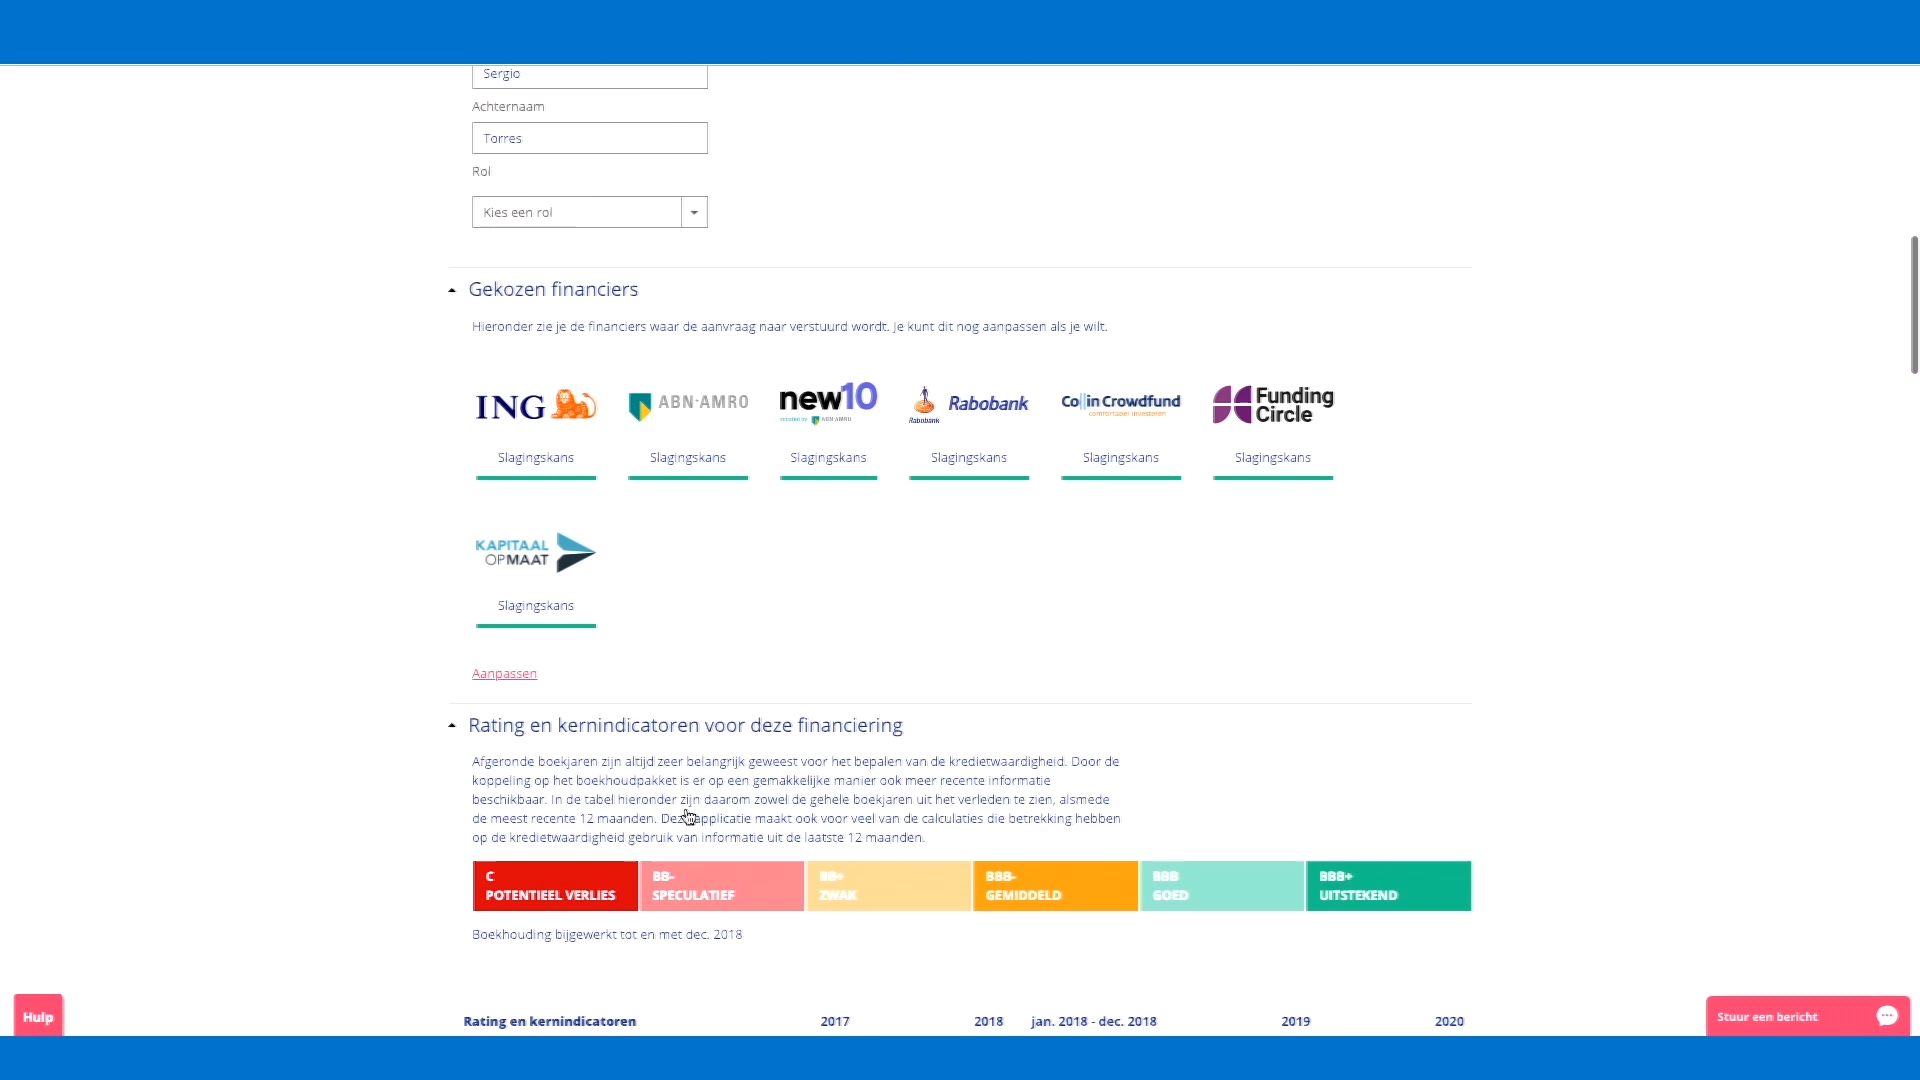 Sergio
Achternaam
Torres
Rol
Kies een rol
Gekozen financiers
Hieronder zie je de financiers waar de aanvraag naar verstuurd wordt. Je kunt dit nog aanpassen als je wilt.
ING ABN·AMRO new10 Rabobank Collin Crowdfund Funding Circle
ABN·AMRO Rabobank comfortabel investeren
Slagingskans Slagingskans Slagingskans Slagingskans Slagingskans Slagingskans
KAPITAAL
OPMAAT
Slagingskans
Aanpassen
Rating en kernindicatoren voor deze financiering
Afgeronde boekjaren zijn altijd zeer belangrijk geweest voor het bepalen van de kredietwaardigheid. Door de
koppeling op het boekhoudpakket is er op een gemakkelijke manier ook meer recente informatie
beschikbaar. In de tabel hieronder zijn daarom zowel de gehele boekjaren uit het verleden te zien, alsmede
de meest recente 12 maanden. Deze applicatie maakt ook voor veel van de calculaties die betrekking hebben
op de kredietwaardigheid gebruik van informatie uit de laatste 12 maanden.
C BB- BB+ BBB- BBB BBB+
POTENTIEEL VERLIES SPECULATIEF ZWAK GEMIDDELD GOED UITSTEKEND
Boekhouding bijgewerkt tot en met dec. 2018
Hulp
Stuur een bericht
Rating en kernindicatoren 2017 2018 jan. 2018 - dec. 2018 2019 2020